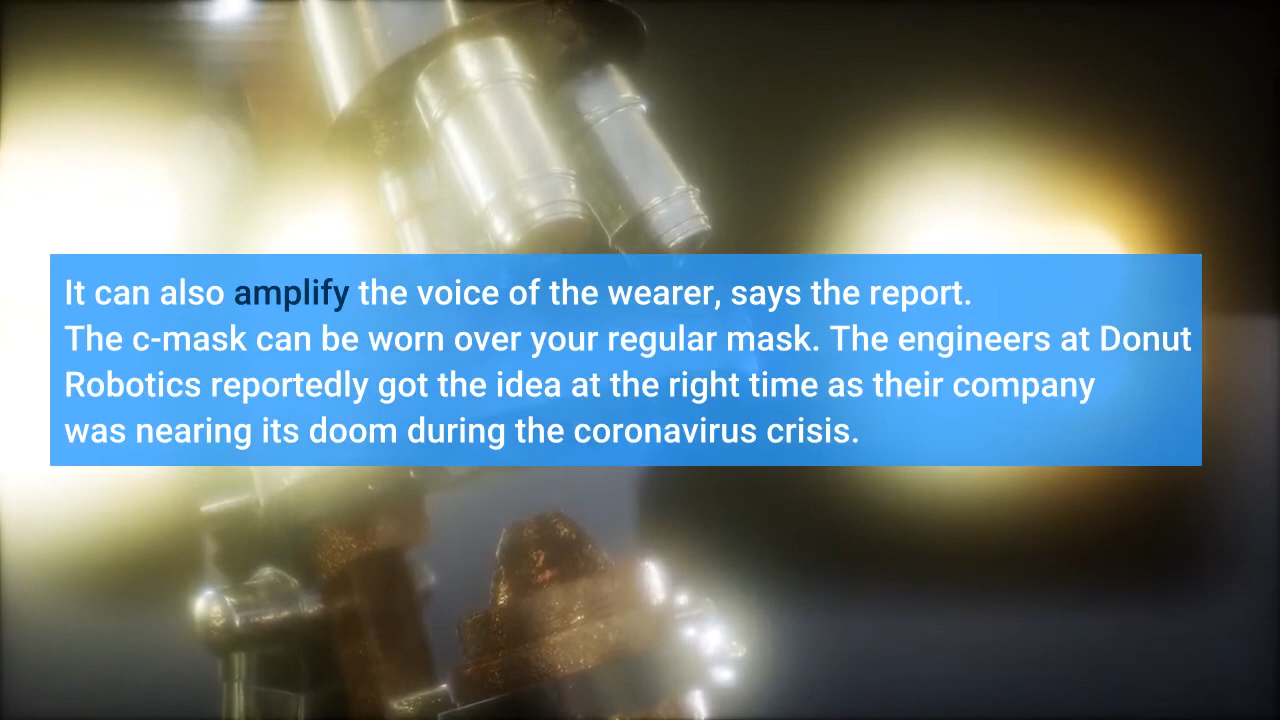 It can also amplify the voice of the wearer, says the report.
The c-mask can be worn over your regular mask. The engineers at Donut
Robotics reportedly got the idea at the right time as their company
was nearing its doom during the coronavirus crisis.